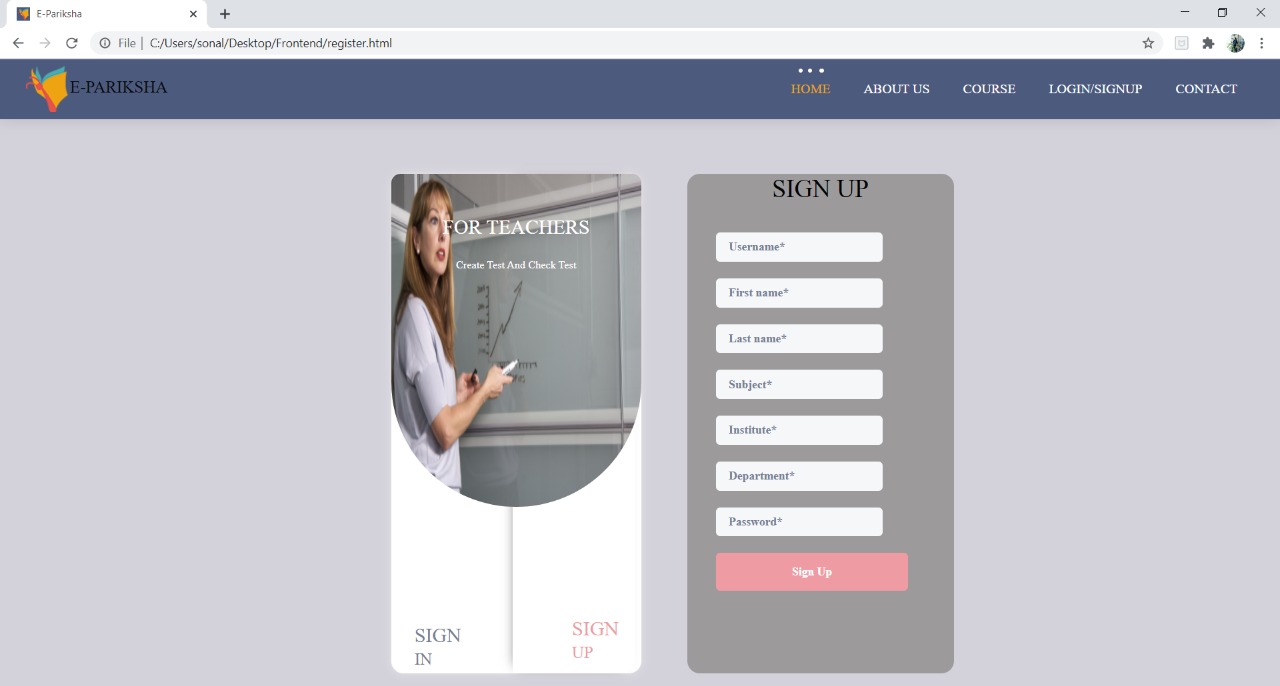 E-Pariksha
File | C:/Users/sonal/Desktop/Frontend/register.html
E-PARIKSHA
HOME ABOUT US COURSE LOGIN/SIGNUP CONTACT
FOR TEACHERS
Create Test And Check Test
SIGN
IN
SIGN
UP
SIGN UP
Username*
First name*
Last name*
Subject*
Institute*
Department*
Password*
Sign Up